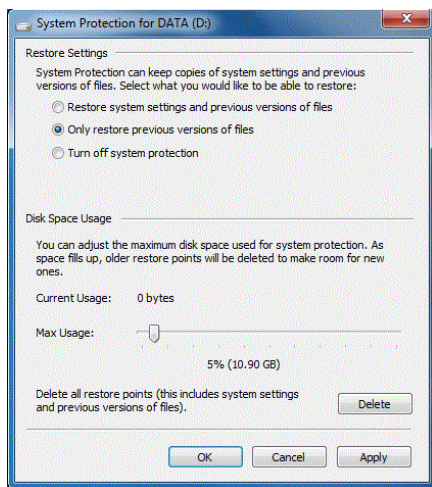 System Protection for DATA (D:)
Restore Settings
System Protection can keep copies of system settings and previous
versions of files. Select what you would like to be able to restore:
Restore system settings and previous versions of files
Only restore previous versions of files
Turn off system protection
Disk Space Usage
You can adjust the maximum disk space used for system protection. As
space fills up, older restore points will be deleted to make room for new
ones.
Current Usage: 0 bytes
Max Usage:
5% (10.90 GB)
Delete all restore points (this includes system settings
and previous versions of files).
Delete
OK Cancel Apply